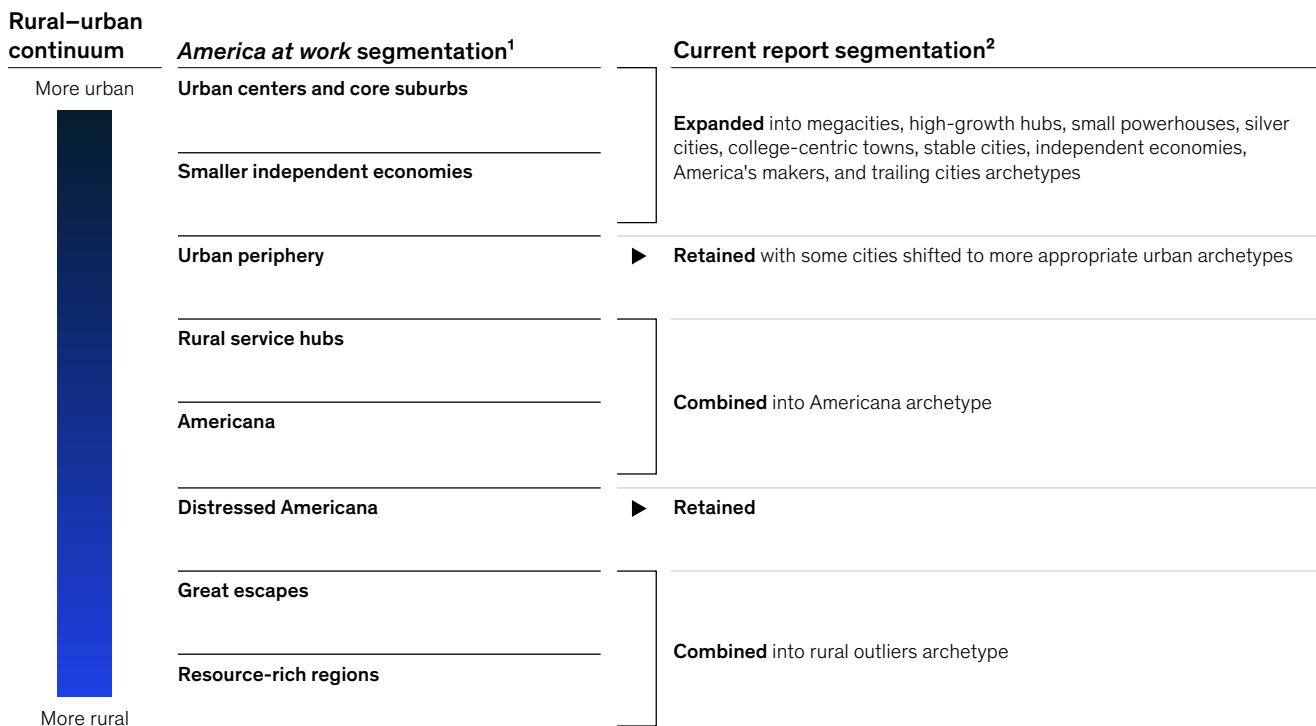 Rural–urban
continuum
America at work segmentation¹
Current report segmentation²
More urban
Urban centers and core suburbs
Expanded into megacities, high-growth hubs, small powerhouses, silver
cities, college-centric towns, stable cities, independent economies,
America's makers, and trailing cities archetypes
Smaller independent economies
Urban periphery
Retained with some cities shifted to more appropriate urban archetypes
Rural service hubs
Combined into Americana archetype
Americana
Distressed Americana
Retained
Great escapes
Combined into rural outliers archetype
Resource-rich regions
More rural